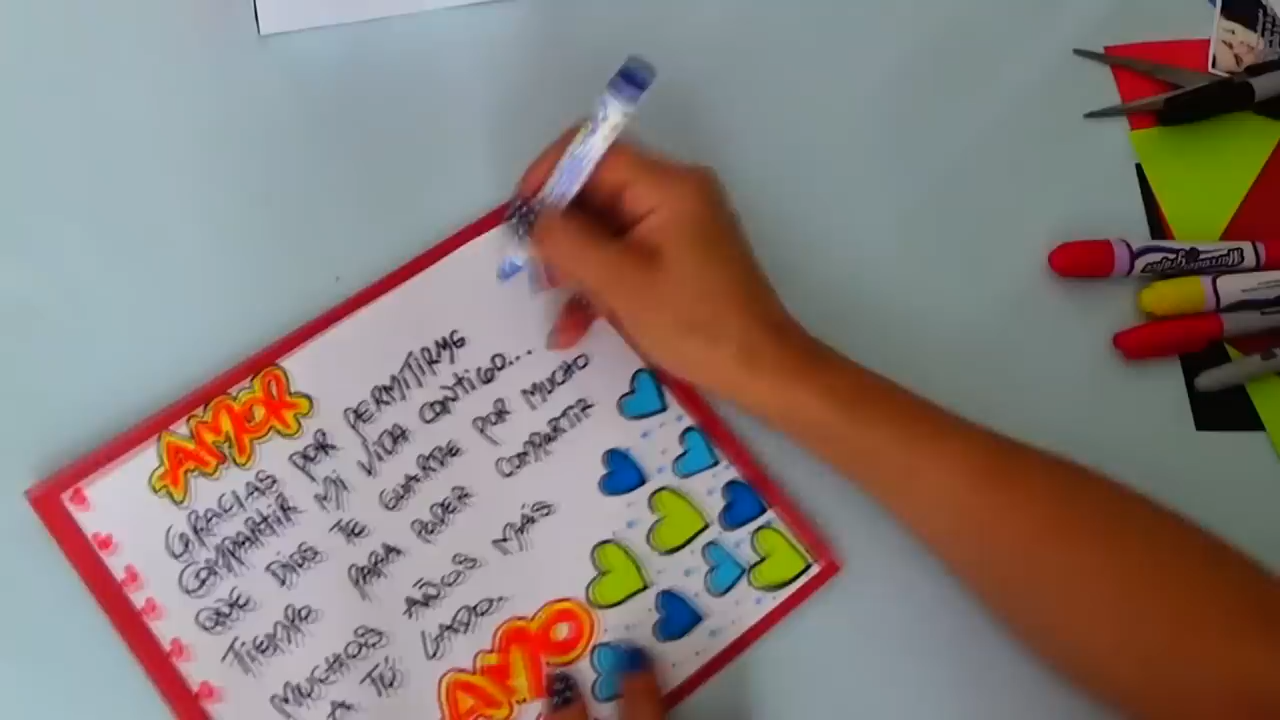 AMOR
GRACIAS POR PERMITIRME
COMPARTIR MI VIDA CONTIGO...
QUE DIOS TE GUARDE POR MUCHO
TIEMPO PARA PODER COMPARTIR
MUCHOS AÑOS MÁS
A TÚ LADO.
AMO